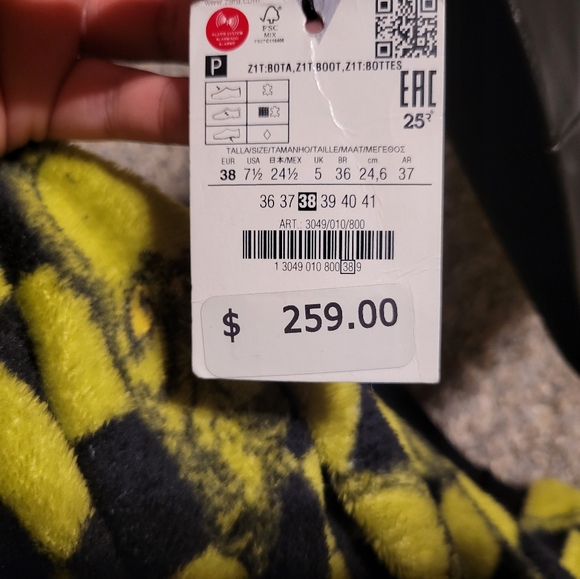 ALARM SYSTEM
FSC
MIX
P
Z1T:BOTA,Z1T:BOOT,Z1T:BOTTES
EAC
25
TALLA/SIZE/TAMANHO/TAILLE/MAAT/ΜΕΓΕΘΟΣ
EUR USA 日本/MEX UK BR cm. AR
38 7½ 24½ 5 36 24,6 37
36 37 38 39 40 41
ART.: 3049/010/800
1 3049 010 800 38 9
$ 259.00